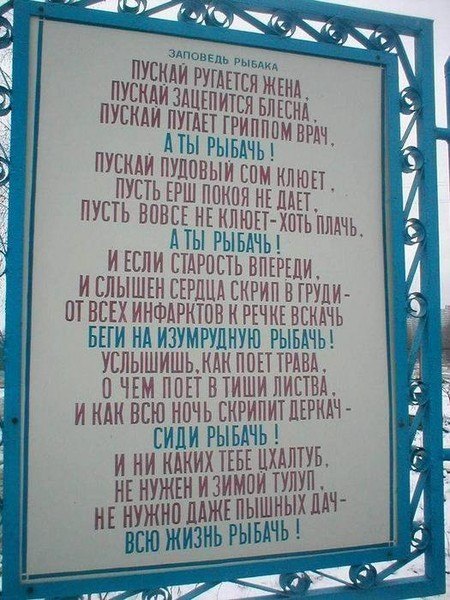 ЗАПОВЕДЬ РЫБАКА
ПУСКАЙ РУГАЕТСЯ ЖЕНА,
ПУСКАЙ ЗАЦЕПИТСЯ БЛЕСНА,
ПУСКАЙ ПУГАЕТ ГРИППОМ ВРАЧ,
А ТЫ РЫБАЧЬ!
ПУСКАЙ ПУДОВЫЙ СОМ КЛЮЕТ,
ПУСТЬ ЕРШ ПОКОЯ НЕ ДАЕТ,
ПУСТЬ ВОВСЕ НЕ КЛЮЕТ-ХОТЬ ПЛАЧЬ,
А ТЫ РЫБАЧЬ!
И ЕСЛИ СТАРОСТЬ ВПЕРЕДИ,
И СЛЫШЕН СЕРДЦА СКРИП В ГРУДИ-
ОТ ВСЕХ ИНФАРКТОВ К РЕЧКЕ ВСКАЧЬ
БЕГИ НА ИЗУМРУДНУЮ РЫБАЧЬ!
УСЛЫШИШЬ, КАК ПОЕТ ТРАВА,
О ЧЕМ ПОЕТ В ТИШИ ЛИСТВА,
И КАК ВСЮ НОЧЬ СКРИПИТ ДЕРКАЧ-
СИДИ РЫБАЧЬ!
И НИ КАКИХ ТЕБЕ ЦХАЛТУБ,
НЕ НУЖЕН И ЗИМОЙ ТУЛУП,
НЕ НУЖНО ДАЖЕ ПЫШНЫХ ДАЧ-
ВСЮ ЖИЗНЬ РЫБАЧЬ!